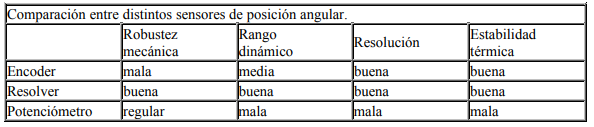 Comparación entre distintos sensores de posición angular.
Robustez mecánica Rango dinámico Resolución Estabilidad térmica
Encoder mala media buena buena
Resolver buena buena buena buena
Potenciómetro regular mala mala mala